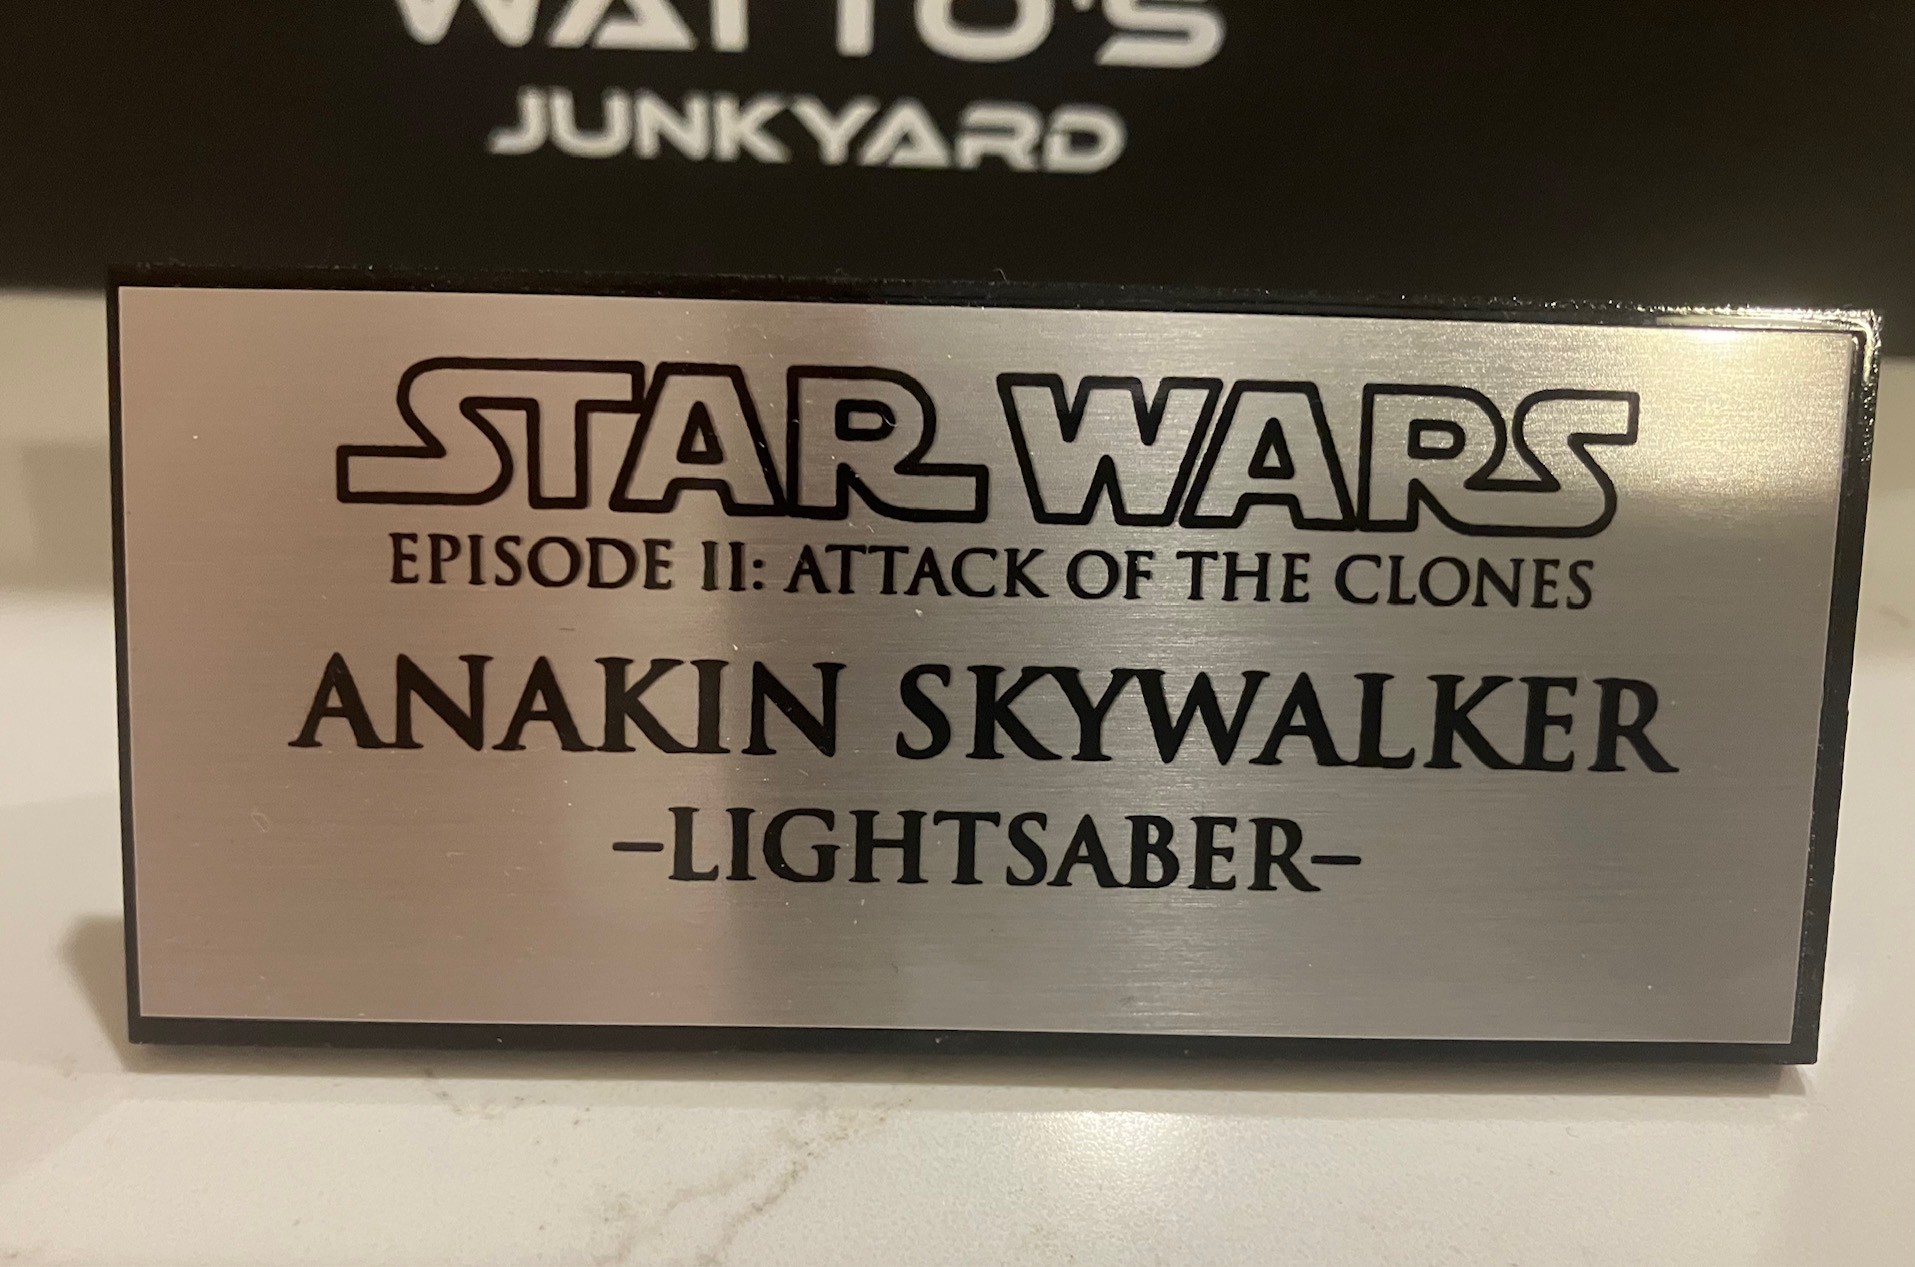 WATTO'S
JUNKYARD
STAR WARS
EPISODE II: ATTACK OF THE CLONES
ANAKIN SKYWALKER
–LIGHTSABER–